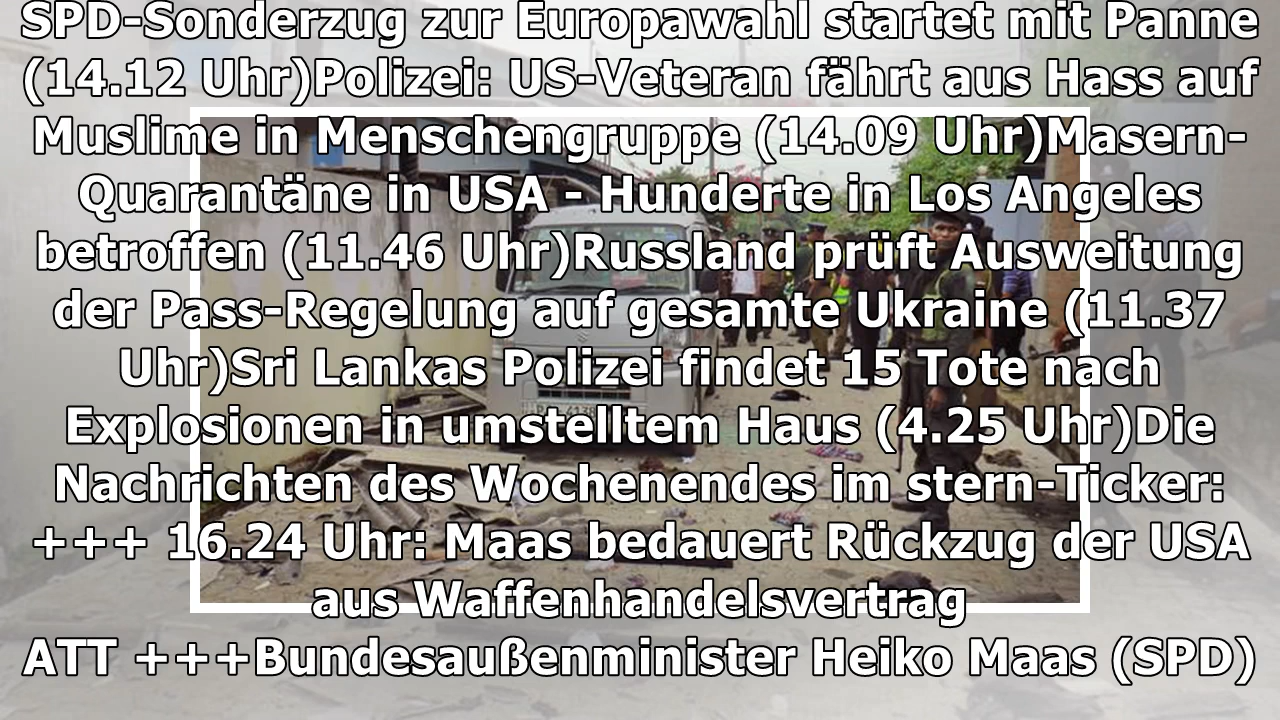 SPD-Sonderzug zur Europawahl startet mit Panne
(14.12 Uhr)Polizei: US-Veteran fährt aus Hass auf
Muslime in Menschengruppe (14.09 Uhr)Masern-
Quarantäne in USA - Hunderte in Los Angeles
betroffen (11.46 Uhr)Russland prüft Ausweitung
der Pass-Regelung auf gesamte Ukraine (11.37
Uhr)Sri Lankas Polizei findet 15 Tote nach
Explosionen in umstelltem Haus (4.25 Uhr)Die
Nachrichten des Wochenendes im stern-Ticker:
+++ 16.24 Uhr: Maas bedauert Rückzug der USA
aus Waffenhandelsvertrag
ATT +++Bundesaußenminister Heiko Maas (SPD)